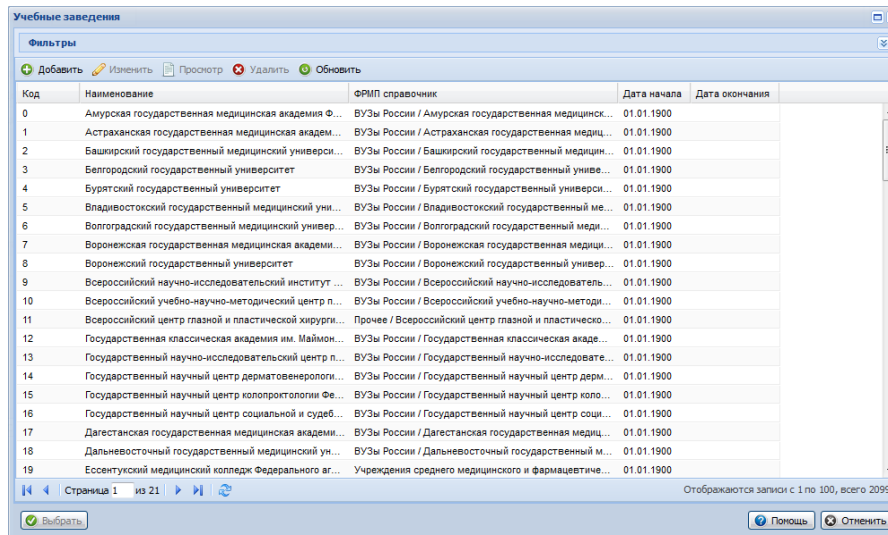 Учебные заведения
Фильтры
Добавить Изменить Просмотр Удалить Обновить
Код Наименование ФРМП справочник Дата начала Дата окончания
0 Амурская государственная медицинская академия Ф... ВУЗы России / Амурская государственная медицинск... 01.01.1900
1 Астраханская государственная медицинская академ... ВУЗы России / Астраханская государственная медиц... 01.01.1900
2 Башкирский государственный медицинский универси... ВУЗы России / Башкирский государственный медицин... 01.01.1900
3 Белгородский государственный университет ВУЗы России / Белгородский государственный униве... 01.01.1900
4 Бурятский государственный университет ВУЗы России / Бурятский государственный универси... 01.01.1900
5 Владивостокский государственный медицинский уни... ВУЗы России / Владивостокский государственный ме... 01.01.1900
6 Волгоградский государственный медицинский универ... ВУЗы России / Волгоградский государственный меди... 01.01.1900
7 Воронежская государственная медицинская академи... ВУЗы России / Воронежская государственная медици... 01.01.1900
8 Воронежский государственный университет ВУЗы России / Воронежский государственный универ... 01.01.1900
9 Всероссийский научно-исследовательский институт ... ВУЗы России / Всероссийский научно-исследователь... 01.01.1900
10 Всероссийский учебно-научно-методический центр п... ВУЗы России / Всероссийский учебно-научно-методи... 01.01.1900
11 Всероссийский центр глазной и пластической хирурги... Прочее / Всероссийский центр глазной и пластическо... 01.01.1900
12 Государственная классическая академия им. Маймон... ВУЗы России / Государственная классическая акаде... 01.01.1900
13 Государственный научно-исследовательский центр п... ВУЗы России / Государственный научно-исследовате... 01.01.1900
14 Государственный научный центр дерматовенерологи... ВУЗы России / Государственный научный центр дерм... 01.01.1900
15 Государственный научный центр колопроктологии Фе... ВУЗы России / Государственный научный центр коло... 01.01.1900
16 Государственный научный центр социальной и судеб... ВУЗы России / Государственный научный центр соци... 01.01.1900
17 Дагестанская государственная медицинская академи... ВУЗы России / Дагестанская государственная медиц... 01.01.1900
18 Дальневосточный государственный медицинский ун... ВУЗы России / Дальневосточный государственный м... 01.01.1900
19 Ессентукский медицинский колледж Федерального аг... Учреждения среднего медицинского и фармацевтиче... 01.01.1900
Страница 1 из 21 Отображаются записи с 1 по 100, всего 2099
Выбрать Помощь Отменить